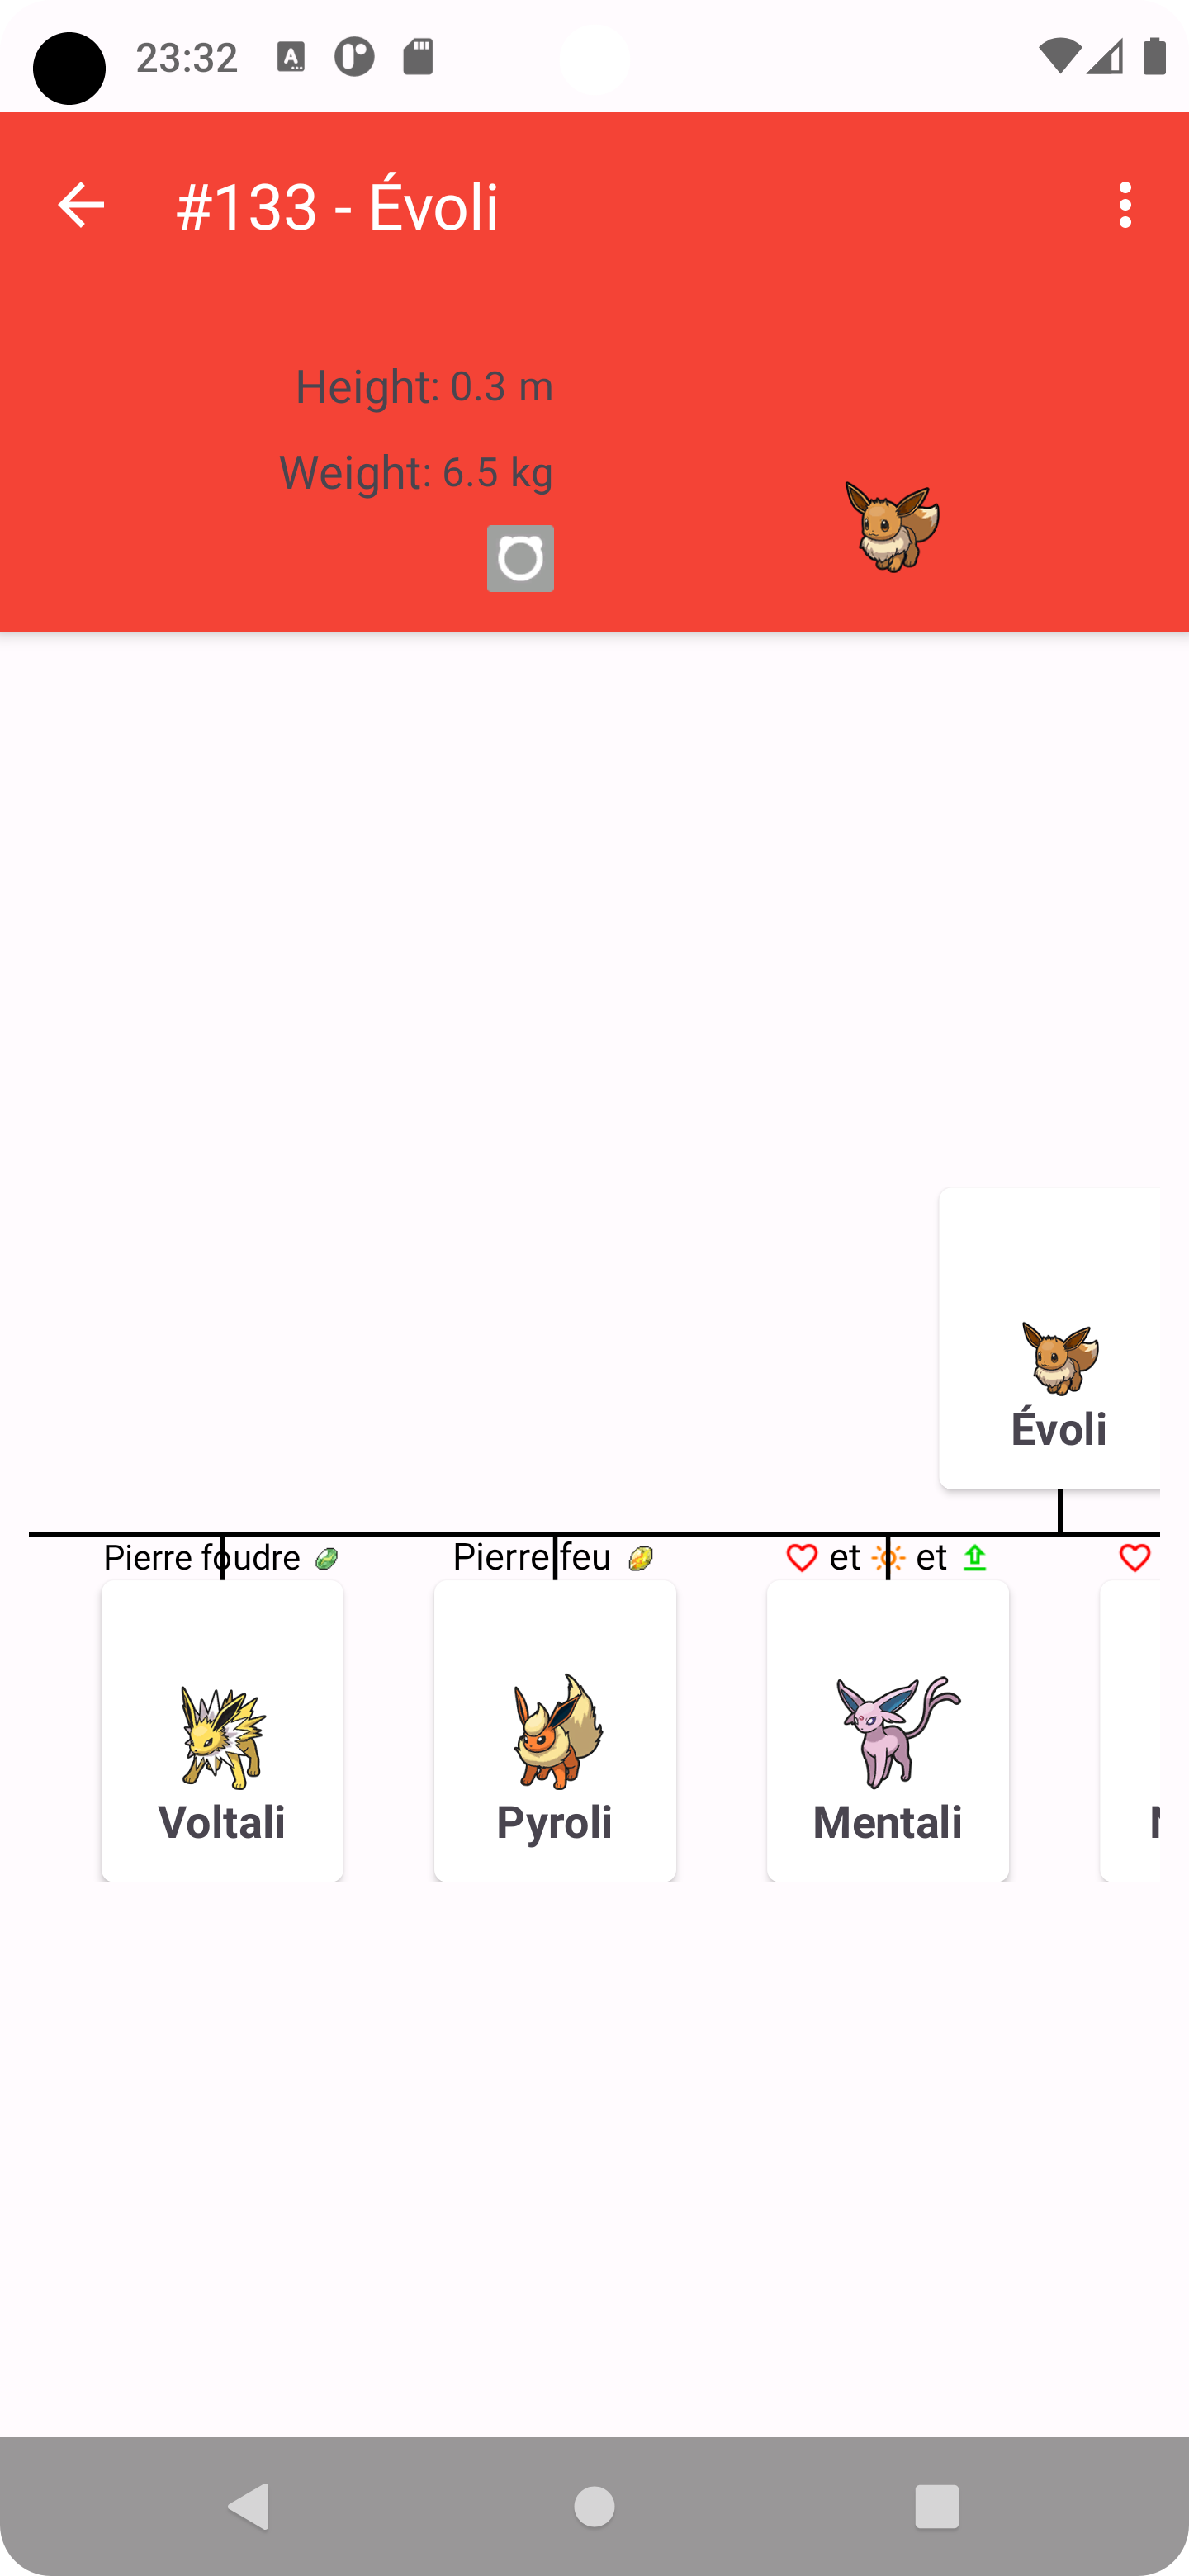 23:32
#133 - Évoli
Height: 0.3 m
Weight: 6.5 kg
Évoli
Pierre foudre
Pierre feu
et et
Voltali
Pyroli
Mentali